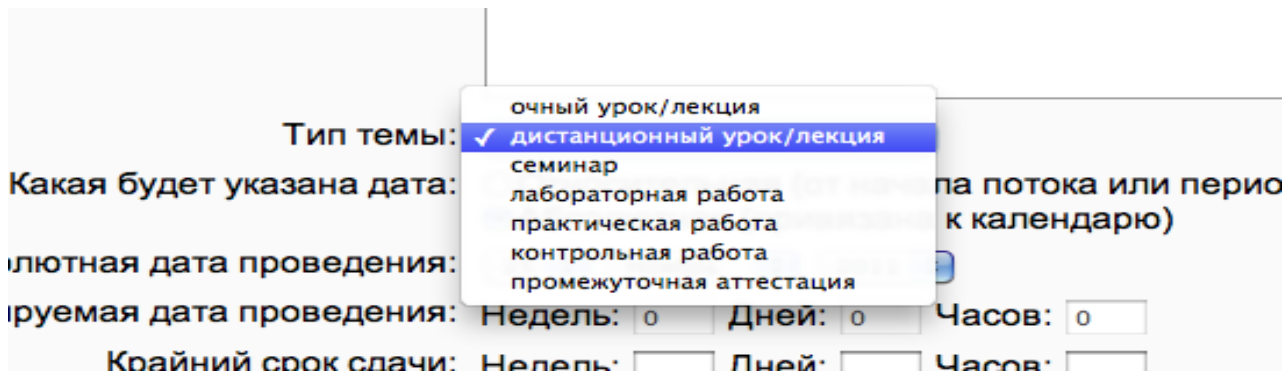 очный урок/лекция
Тип темы: ✓ дистанционный урок/лекция
семинар
Какая будет указана дата: (от начала потока или перио
лабораторная работа
практическая работа к календарю)
контрольная работа
олютная дата проведения:
промежуточная аттестация
ируемая дата проведения: Недель: 0 Дней: 0 Часов: 0
Крайний срок сдачи: Недель: Дней: Часов: